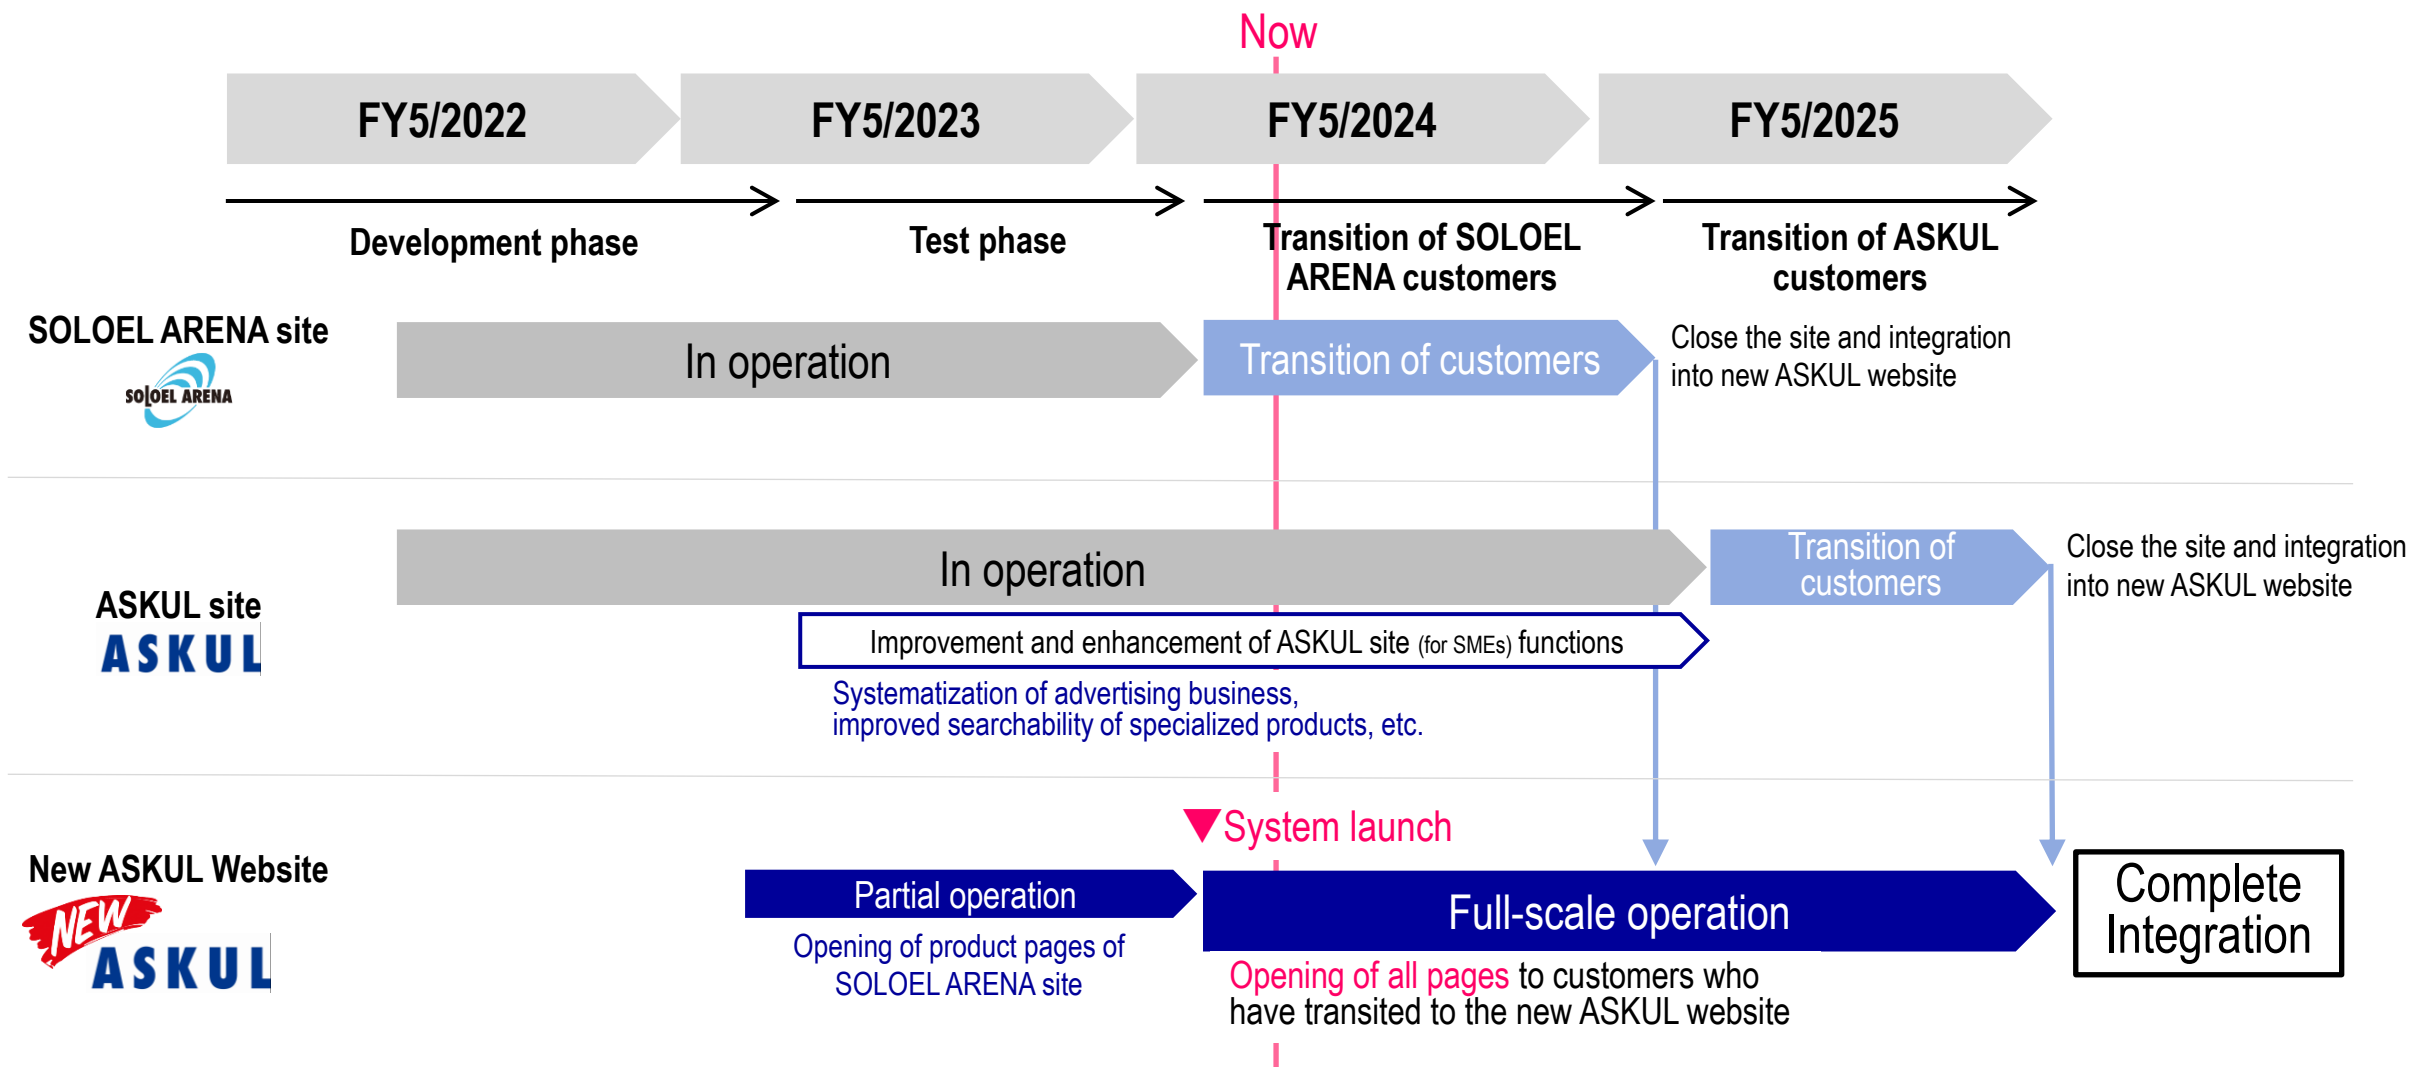 Now
FY5/2022
FY5/2023
FY5/2024
FY5/2025
Development phase
Test phase
Transition of SOLOEL
ARENA customers
Transition of ASKUL
customers
SOLOEL ARENA site
SOLOEL ARENA
In operation
Transition of customers
Close the site and integration
into new ASKUL website
ASKUL site
ASKUL
In operation
Transition of
customers
Close the site and integration
into new ASKUL website
Improvement and enhancement of ASKUL site (for SMEs) functions
Systematization of advertising business,
improved searchability of specialized products, etc.
System launch
New ASKUL Website
NEW
ASKUL
Partial operation
Opening of product pages of
SOLOEL ARENA site
Full-scale operation
Opening of all pages to customers who
have transited to the new ASKUL website
Complete
Integration